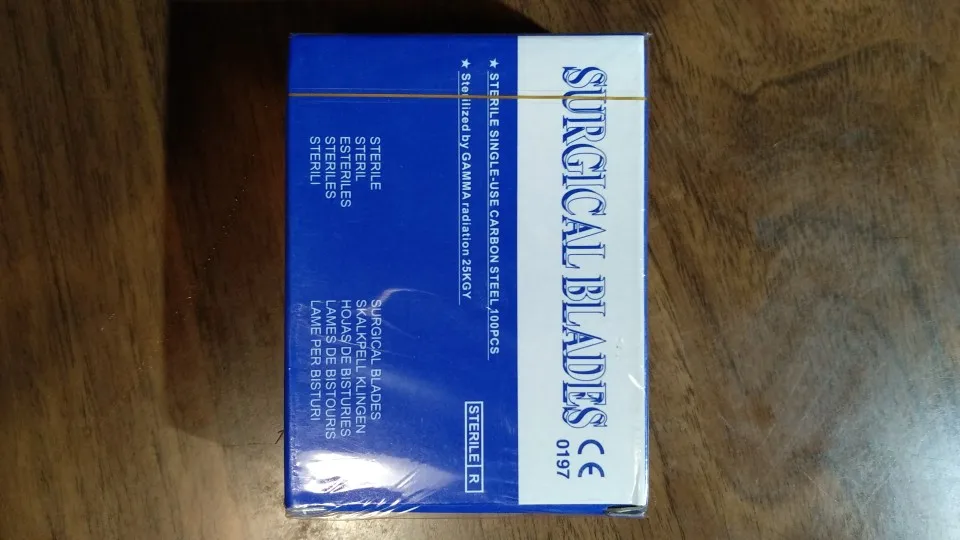 SURGICAL BLADES
CE
0197
★ STERILE SINGLE-USE CARBON STEEL,100PCS
★ Sterilized by GAMMA radiation 25KGY
STERILE R
STERILE
STERIL
ESTERILES
STERILES
STERILI
SURGICAL BLADES
SKALKPELL KLINGEN
HOJAS/DE BISTURIES
LAMES DE BISTOURIS
LAME PER BISTURI